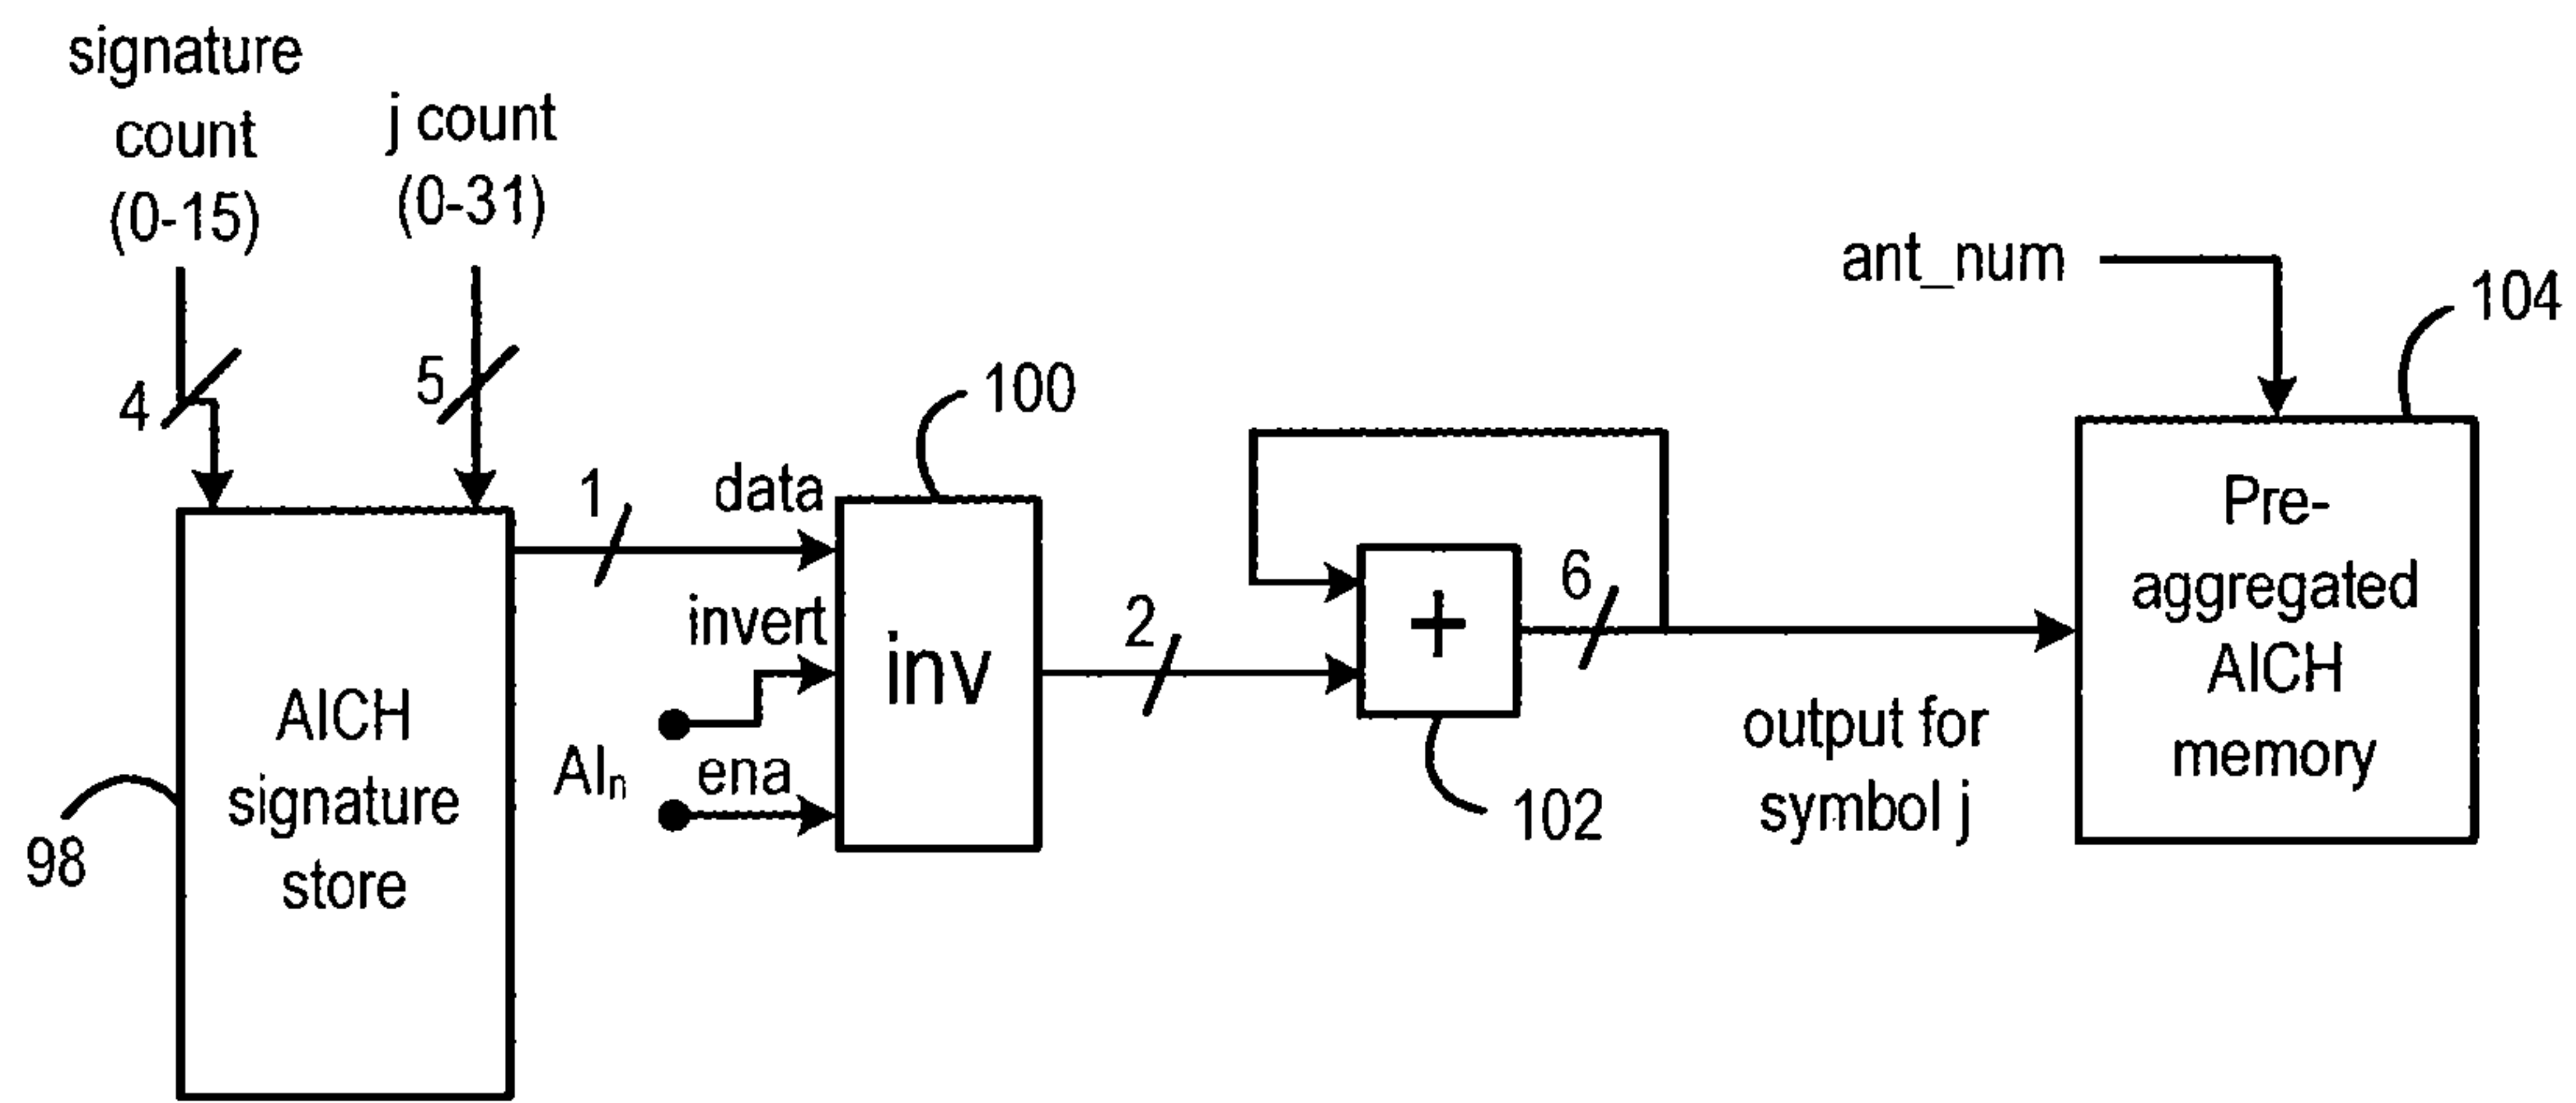 signature
count
(0-15)
j count
(0-31)
4
5
AICH
signature
store
98
1
data
invert
AIn
ena
100
inv
2
+
6
102
output for
symbol j
ant_num
104
Pre-
aggregated
AICH
memory